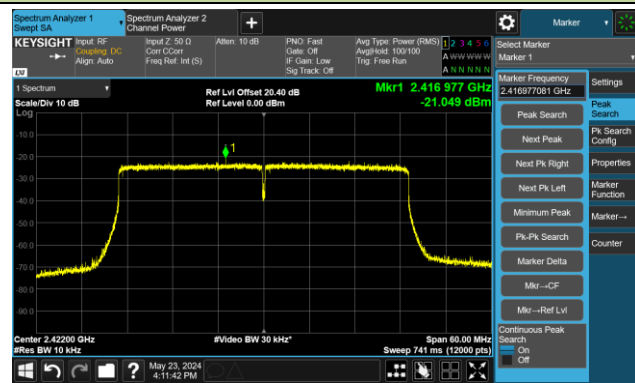 Spectrum Analyzer 1
Swept SA
Spectrum Analyzer 2
Channel Power
Marker
KEYSIGHT
Input: RF
Coupling: DC
Align: Auto
Input Z: 50 Ω
Corr CCorr
Freq Ref: Int (S)
Atten: 10 dB
PNO: Fast
Gate: Off
IF Gain: Low
Sig Track: Off
Avg Type: Power (RMS)
Avg|Hold: 100/100
Trig: Free Run
1 2 3 4 5 6
A W W W W W
A N N N N N
LXI
Select Marker
Marker 1
1 Spectrum
Scale/Div 10 dB
Log
Ref Lvl Offset 20.40 dB
Ref Level 0.00 dBm
Mkr1 2.416 977 GHz
-21.049 dBm
1
-10.0
-20.0
-30.0
-40.0
-50.0
-60.0
-70.0
-80.0
-90.0
Center 2.42200 GHz
#Res BW 10 kHz
#Video BW 30 kHz*
Span 60.00 MHz
Sweep 741 ms (12000 pts)
Marker Frequency
2.416977081 GHz
Peak Search
Next Peak
Next Pk Right
Next Pk Left
Minimum Peak
Pk-Pk Search
Marker Delta
Mkr→CF
Mkr→Ref Lvl
Continuous Peak
Search
On
Off
Settings
Peak
Search
Pk Search
Config
Properties
Marker
Function
Marker→
Counter
?
May 23, 2024
4:11:42 PM